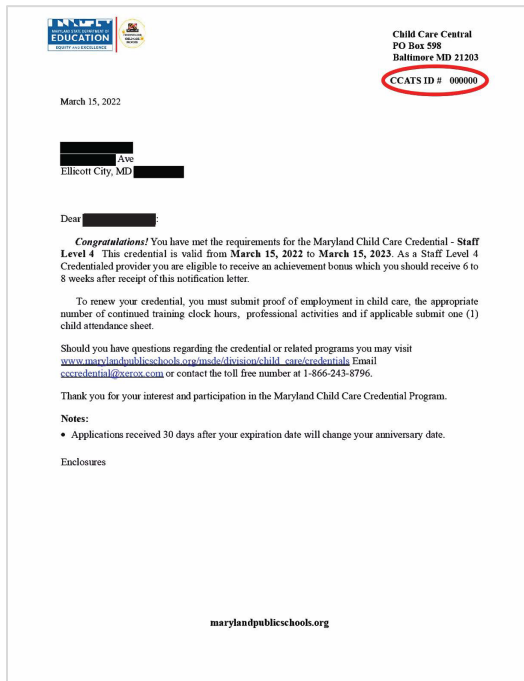 MARYLAND STATE DEPARTMENT OF
EDUCATION
EQUITY AND EXCELLENCE
Child Care Central
PO Box 598
Baltimore MD 21203
CCATS ID # 000000
March 15, 2022
Ave
Ellicott City, MD
Dear :
Congratulations! You have met the requirements for the Maryland Child Care Credential - Staff
Level 4 This credential is valid from March 15, 2022 to March 15, 2023. As a Staff Level 4
Credentialed provider you are eligible to receive an achievement bonus which you should receive 6 to
8 weeks after receipt of this notification letter.
To renew your credential, you must submit proof of employment in child care, the appropriate
number of continued training clock hours, professional activities and if applicable submit one (1)
child attendance sheet.
Should you have questions regarding the credential or related programs you may visit
www.marylandpublicschools.org/msde/division/child_care/credentials Email
cccredential@xerox.com or contact the toll free number at 1-866-243-8796.
Thank you for your interest and participation in the Maryland Child Care Credential Program.
Notes:
• Applications received 30 days after your expiration date will change your anniversary date.
Enclosures
marylandpublicschools.org